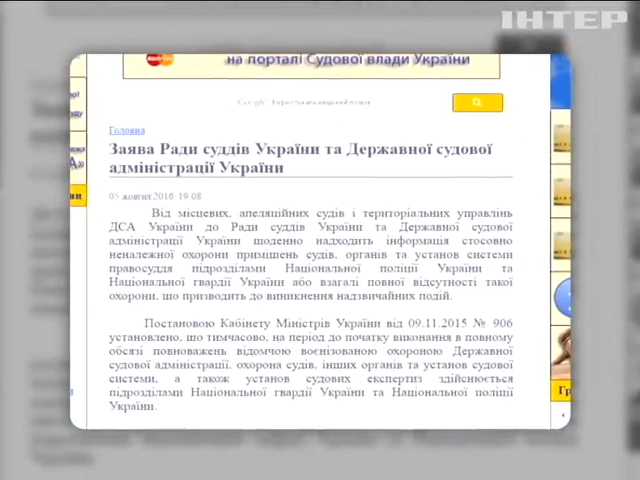 ІНТЕР
на порталі Судової влади України
Головна
Заява Ради суддів України та Державної судової
адміністрації України
05 жовтня 2016, 19:08
Від місцевих, апеляційних судів і територіальних управлінь
ДСА України до Ради суддів України та Державної судової
адміністрації України щоденно надходить інформація стосовно
неналежної охорони приміщень судів, органів та установ системи
правосуддя підрозділами Національної поліції України та
Національної гвардії України або взагалі повної відсутності такої
охорони, що призводить до виникнення надзвичайних подій.
Постановою Кабінету Міністрів України від 09.11.2015 № 906
установлено, що тимчасово, на період до початку виконання в повному
обсязі повноважень відомчою воєнізованою охороною Державної
судової адміністрації, охорона судів, інших органів та установ судової
системи, а також установ судових експертиз здійснюється
підрозділами Національної гвардії України та Національної поліції
України.